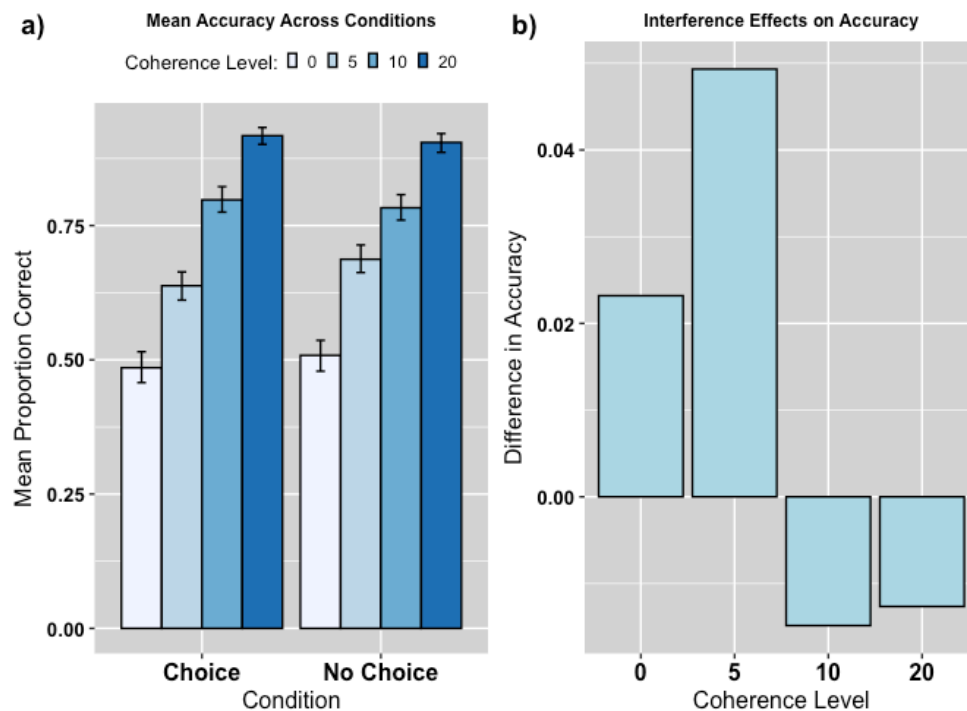 a)
Mean Accuracy Across Conditions
Coherence Level: 0 5 10 20
Mean Proportion Correct
0.75
0.50
0.25
0.00
Choice No Choice
Condition
b)
Interference Effects on Accuracy
Difference in Accuracy
0.04
0.02
0.00
0 5 10 20
Coherence Level